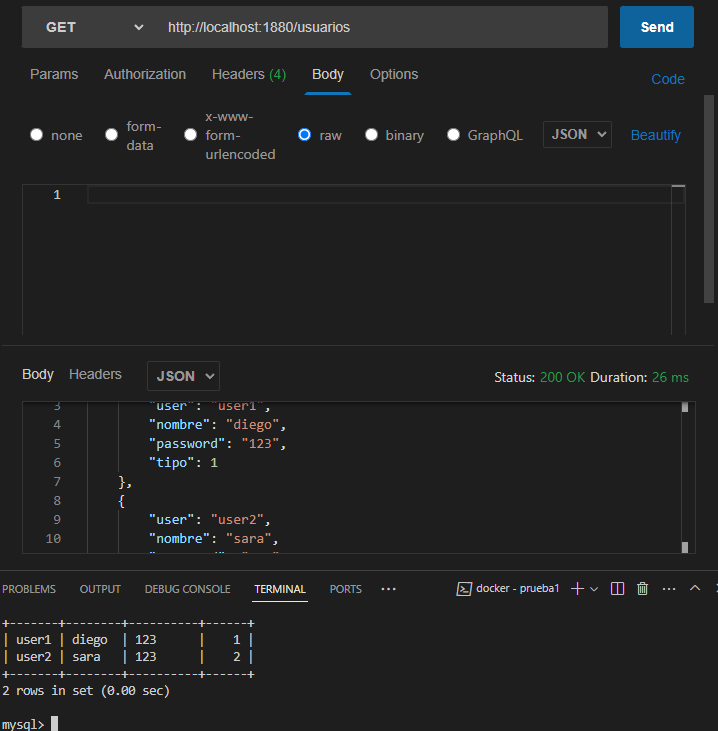 GET http://localhost:1880/usuarios Send
Params Authorization Headers (4) Body Options Code
none form-data x-www-form-urlencoded raw binary GraphQL JSON Beautify
1
Body Headers JSON Status: 200 OK Duration: 26 ms
3 "user": "user1",
4 "nombre": "diego",
5 "password": "123",
6 "tipo": 1
7 },
8 {
9 "user": "user2",
10 "nombre": "sara",
PROBLEMS OUTPUT DEBUG CONSOLE TERMINAL PORTS ··· docker - prueba1
+-------+--------+----------+------+
| user1 | diego | 123 | 1 |
| user2 | sara | 123 | 2 |
+-------+--------+----------+------+
2 rows in set (0.00 sec)
mysql>